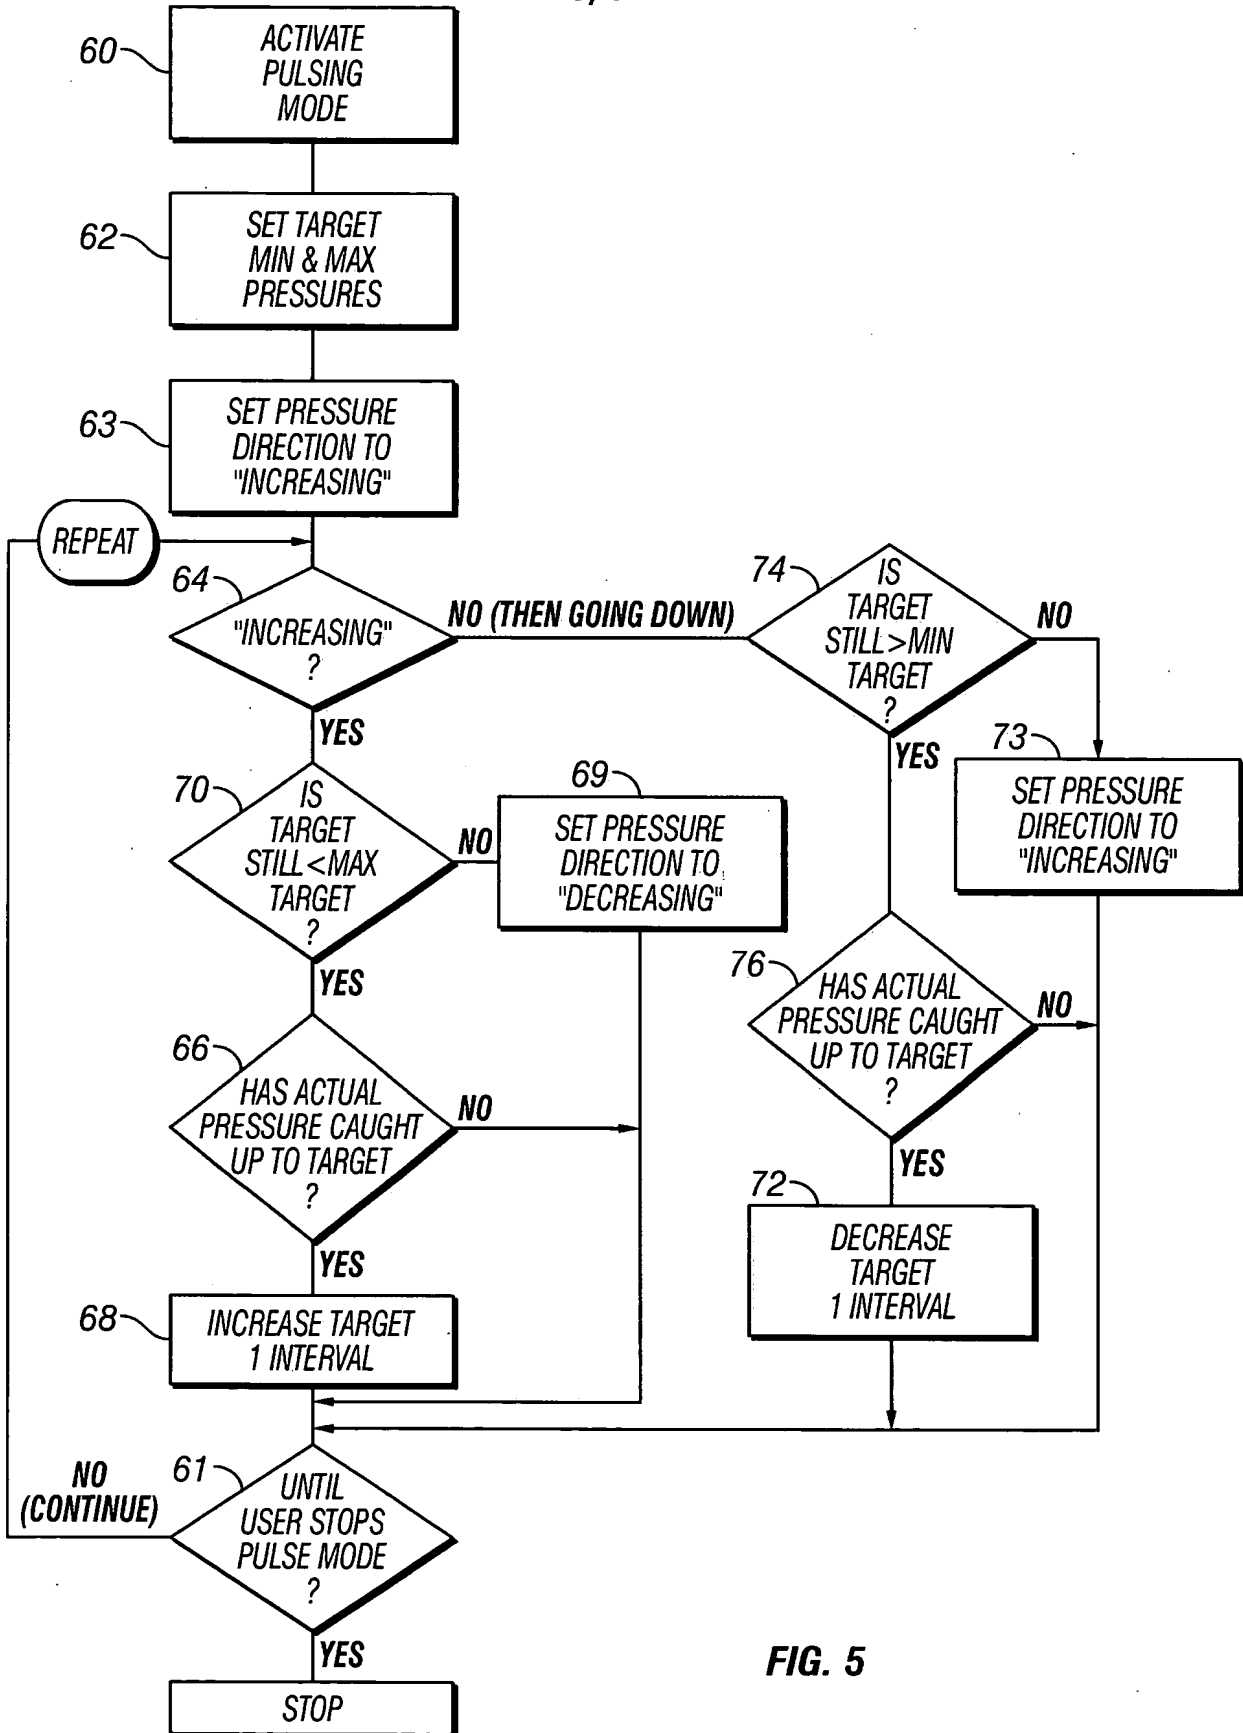 60
ACTIVATE
PULSING
MODE
62
SET TARGET
MIN & MAX
PRESSURES
63
SET PRESSURE
DIRECTION TO
"INCREASING"
REPEAT
64
"INCREASING"
?
NO (THEN GOING DOWN)
YES
74
IS
TARGET
STILL>MIN
TARGET
?
NO
YES
73
SET PRESSURE
DIRECTION TO
"INCREASING"
70
IS
TARGET
STILL<MAX
TARGET
?
NO
YES
69
SET PRESSURE
DIRECTION TO
"DECREASING"
76
HAS ACTUAL
PRESSURE CAUGHT
UP TO TARGET
?
NO
YES
66
HAS ACTUAL
PRESSURE CAUGHT
UP TO TARGET
?
NO
YES
72
DECREASE
TARGET
1 INTERVAL
68
INCREASE TARGET
1 INTERVAL
61
UNTIL
USER STOPS
PULSE MODE
?
NO
(CONTINUE)
YES
STOP
FIG. 5